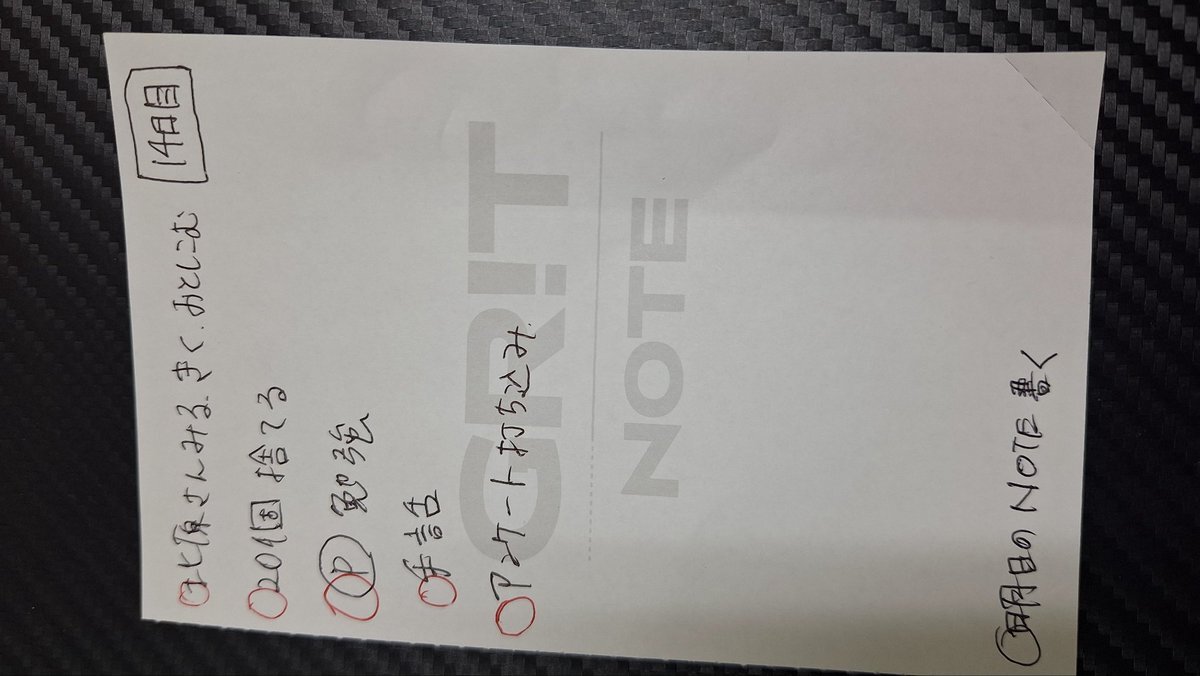 14日目
北原さんみる、きく、おとしこむ
20個捨てる
P 勉強
手話
アンケート打ち込み
GRiT
NOTE
明日のNOTE書く